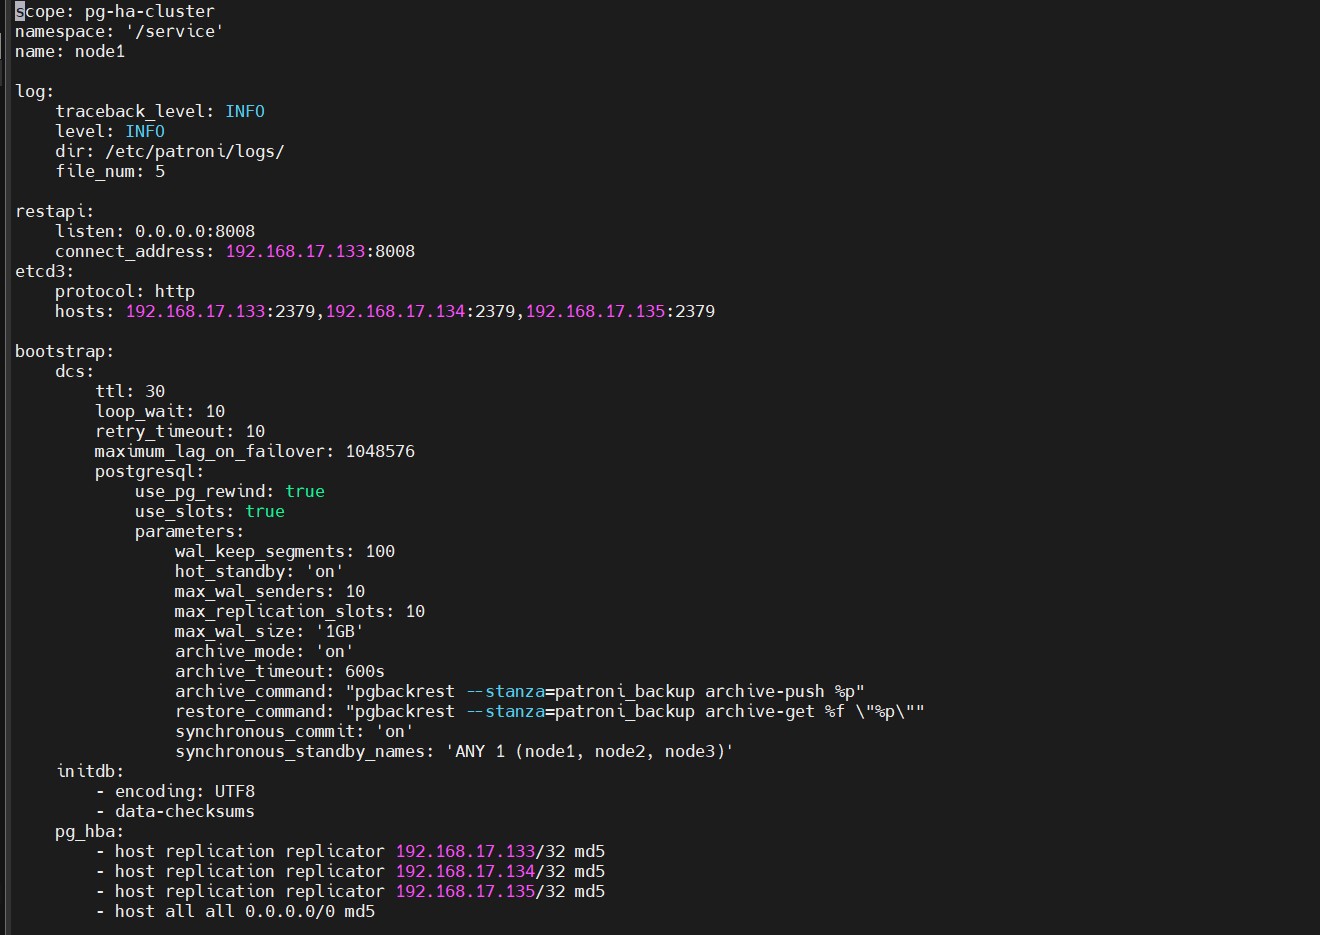 scope: pg-ha-cluster
namespace: '/service'
name: node1
log:
traceback_level: INFO
level: INFO
dir: /etc/patroni/logs/
file_num: 5
restapi:
listen: 0.0.0.0:8008
connect_address: 192.168.17.133:8008
etcd3:
protocol: http
hosts: 192.168.17.133:2379,192.168.17.134:2379,192.168.17.135:2379
bootstrap:
dcs:
ttl: 30
loop_wait: 10
retry_timeout: 10
maximum_lag_on_failover: 1048576
postgresql:
use_pg_rewind: true
use_slots: true
parameters:
wal_keep_segments: 100
hot_standby: 'on'
max_wal_senders: 10
max_replication_slots: 10
max_wal_size: '1GB'
archive_mode: 'on'
archive_timeout: 600s
archive_command: "pgbackrest --stanza=patroni_backup archive-push %p"
restore_command: "pgbackrest --stanza=patroni_backup archive-get %f \"%p\""
synchronous_commit: 'on'
synchronous_standby_names: 'ANY 1 (node1, node2, node3)'
initdb:
- encoding: UTF8
- data-checksums
pg_hba:
- host replication replicator 192.168.17.133/32 md5
- host replication replicator 192.168.17.134/32 md5
- host replication replicator 192.168.17.135/32 md5
- host all all 0.0.0.0/0 md5